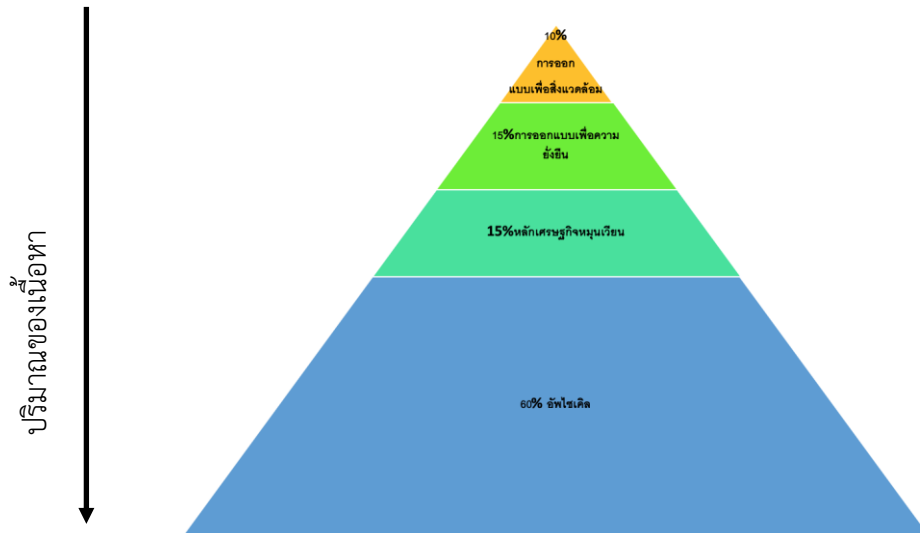 10%
การออก
แบบเพื่อสิ่งแวดล้อม
15%การออกแบบเพื่อความ
ยั่งยืน
15%หลักเศรษฐกิจหมุนเวียน
60% อัพไซเคิล
ปริมาณของเนื้อหา